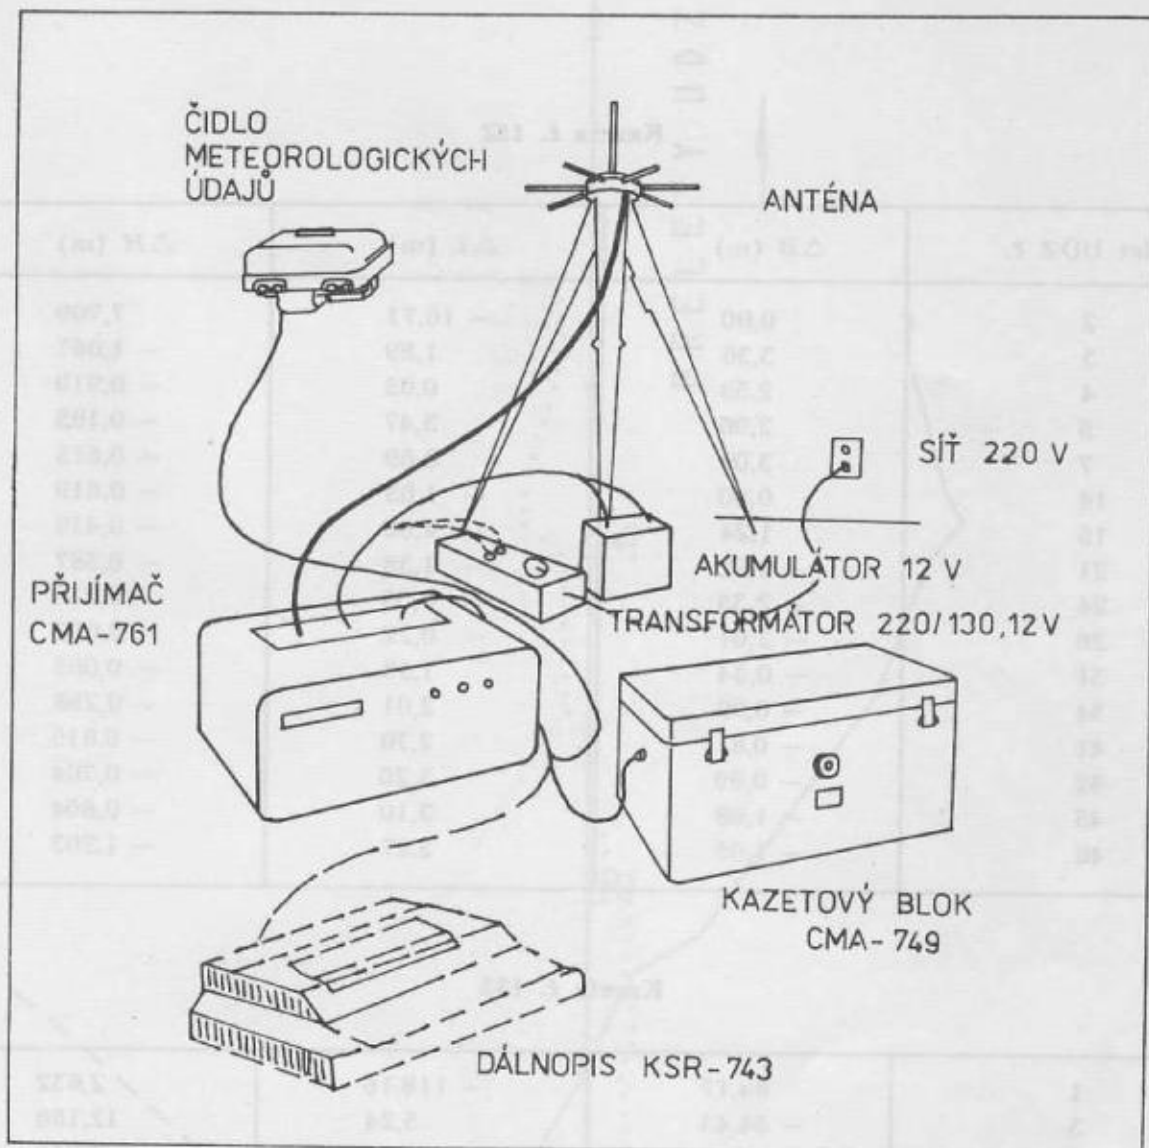 ČIDLO
METEOROLOGICKÝCH
ÚDAJŮ
ANTÉNA
SÍŤ 220 V
AKUMULÁTOR 12 V
TRANSFORMÁTOR 220/130,12V
PŘIJÍMAČ
CMA-761
KAZETOVÝ BLOK
CMA-749
DÁLNOPIS KSR-743